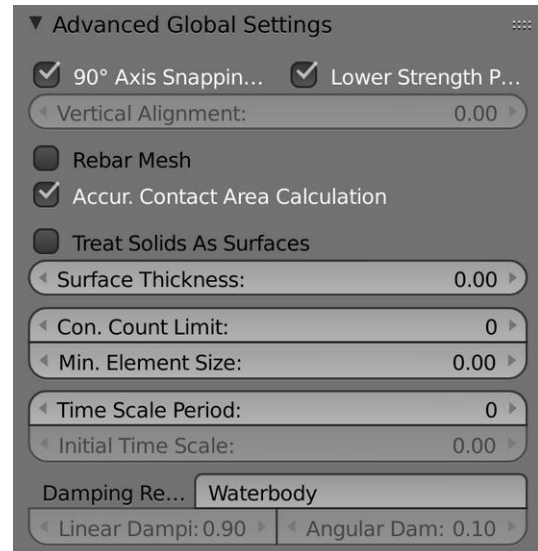 Advanced Global Settings
90° Axis Snappin... Lower Strength P...
Vertical Alignment: 0.00
Rebar Mesh
Accur. Contact Area Calculation
Treat Solids As Surfaces
Surface Thickness: 0.00
Con. Count Limit: 0
Min. Element Size: 0.00
Time Scale Period: 0
Initial Time Scale: 0.00
Damping Re... Waterbody
Linear Dampi: 0.90 Angular Dam: 0.10